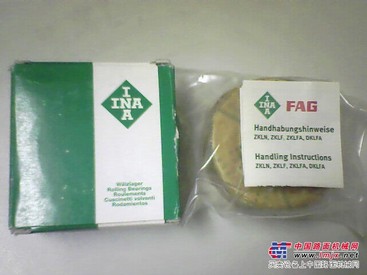 I
INA
A
Wälzlager
Rolling Bearings
Roulements
Cuscinetti volventi
Rodamientos
I
INA
A
FAG
Handhabungshinweise
ZKLN, ZKLF, ZKLFA, DKLFA
Handling Instructions
ZKLN, ZKLF, ZKLFA, DKLFA
中国路面机械网